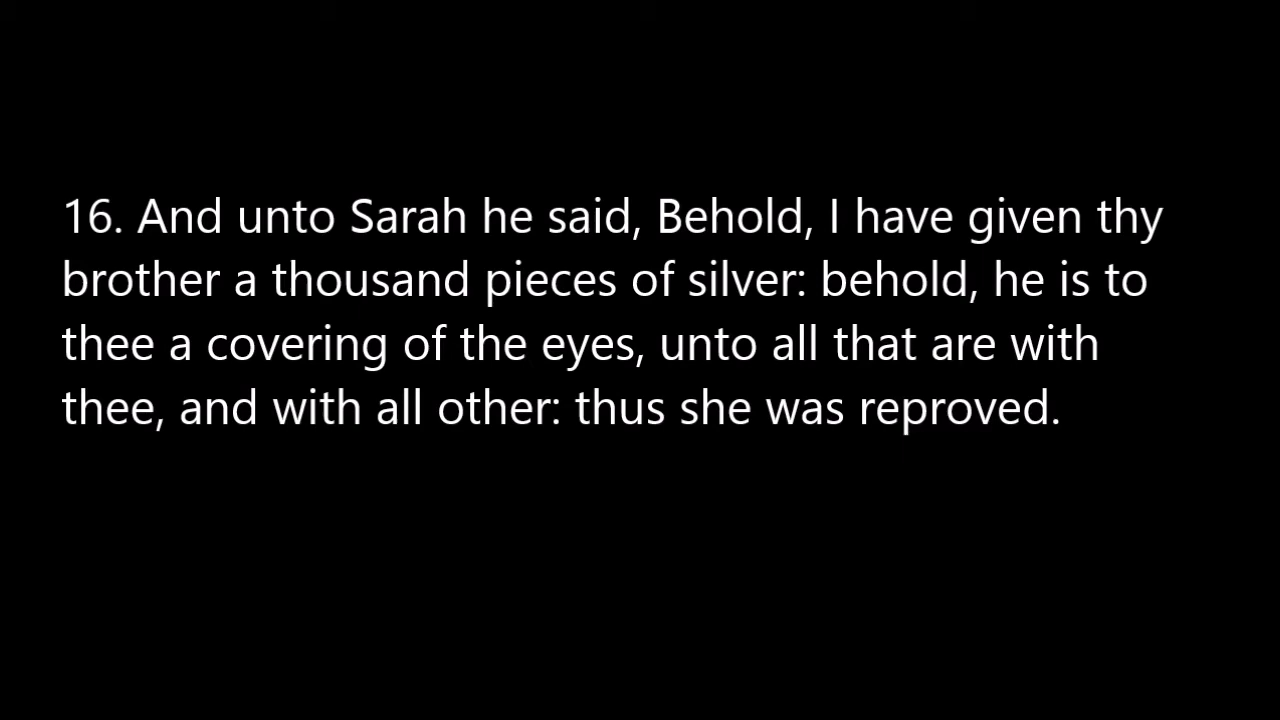 16. And unto Sarah he said, Behold, I have given thy
brother a thousand pieces of silver: behold, he is to
thee a covering of the eyes, unto all that are with
thee, and with all other: thus she was reproved.